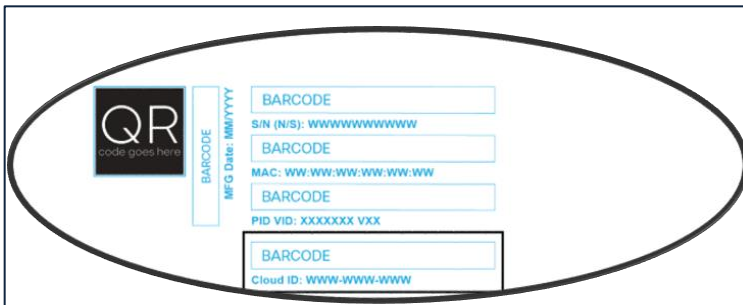 QR
code goes here
BARCODE
MFG Date: MM/YYYY
BARCODE
S/N (N/S): WWWWWWWWWWW
BARCODE
MAC: WW:WW:WW:WW:WW:WW
BARCODE
PID VID: XXXXXXX VXX
BARCODE
Cloud ID: WWW-WWW-WWW